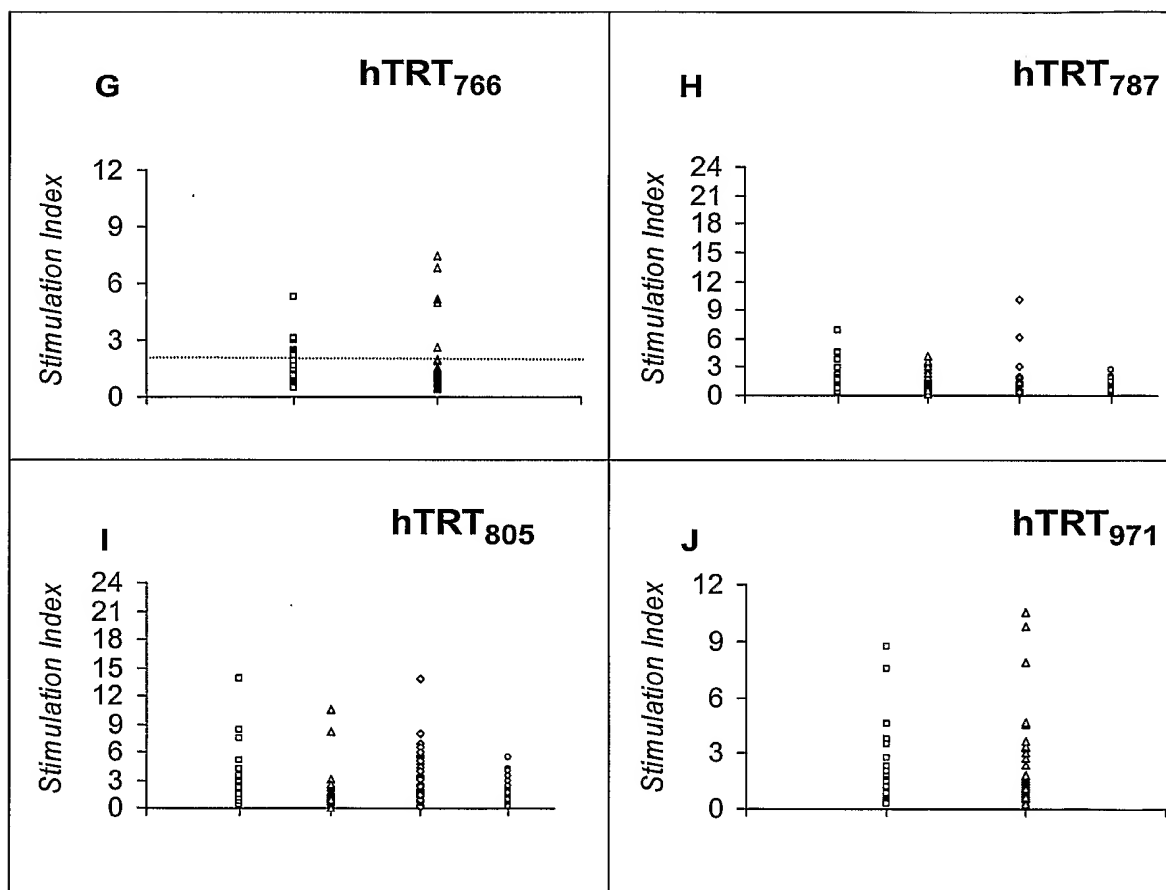 G
hTRT766
Stimulation Index
12
9
6
3
0
H
hTRT787
Stimulation Index
24
21
18
15
12
9
6
3
0
I
hTRT805
Stimulation Index
24
21
18
15
12
9
6
3
0
J
hTRT971
Stimulation Index
12
9
6
3
0